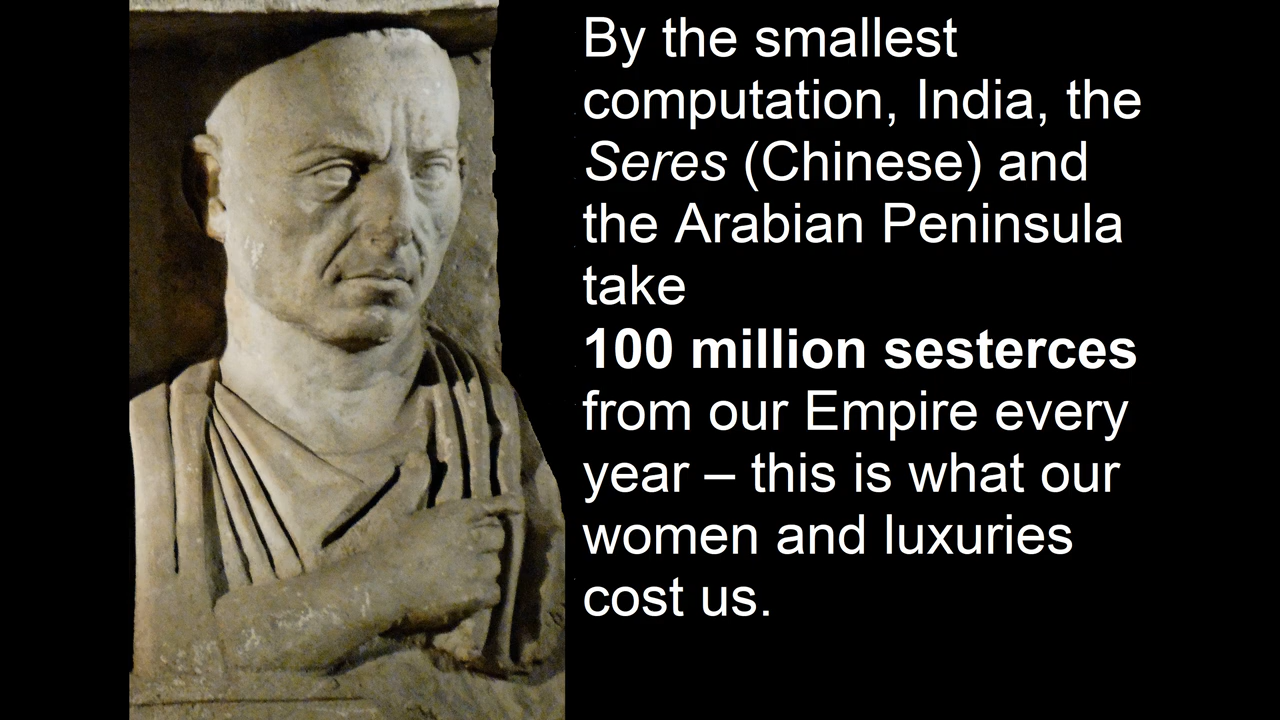 By the smallest
computation, India, the
Seres (Chinese) and
the Arabian Peninsula
take
100 million sesterces
from our Empire every
year – this is what our
women and luxuries
cost us.